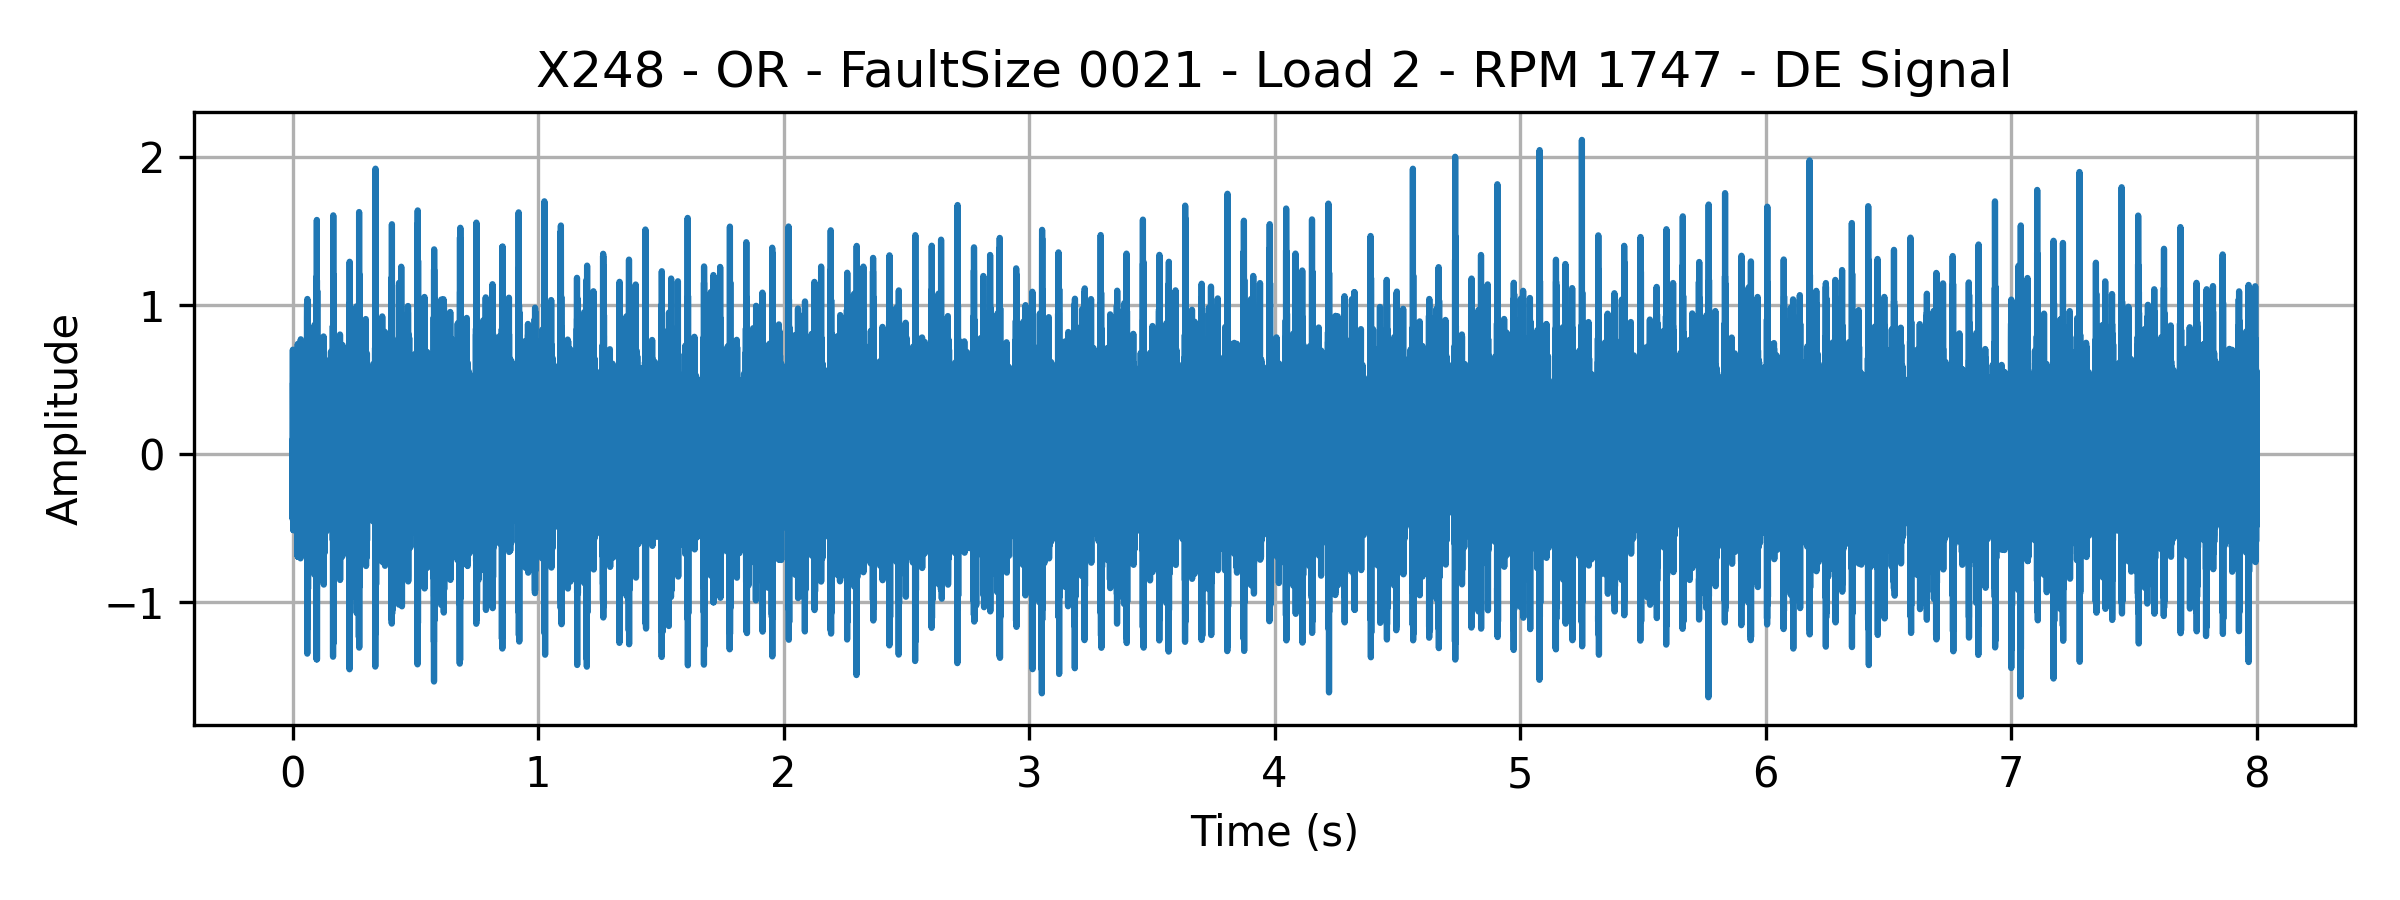 X248 - OR - FaultSize 0021 - Load 2 - RPM 1747 - DE Signal
Amplitude
2
1
0
−1
0 1 2 3 4 5 6 7 8
Time (s)